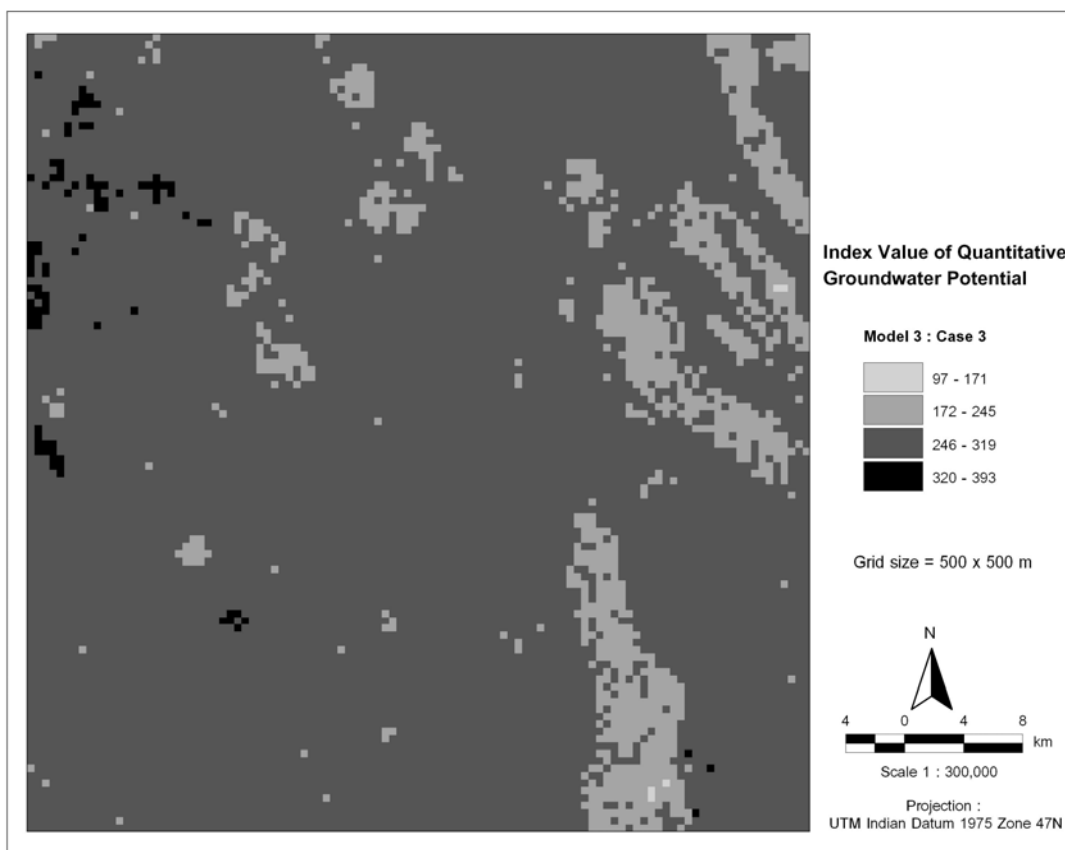 Index Value of Quantitative
Groundwater Potential
Model 3 : Case 3
97 - 171
172 - 245
246 - 319
320 - 393
Grid size = 500 x 500 m
N
4 0 4 8
km
Scale 1 : 300,000
Projection :
UTM Indian Datum 1975 Zone 47N